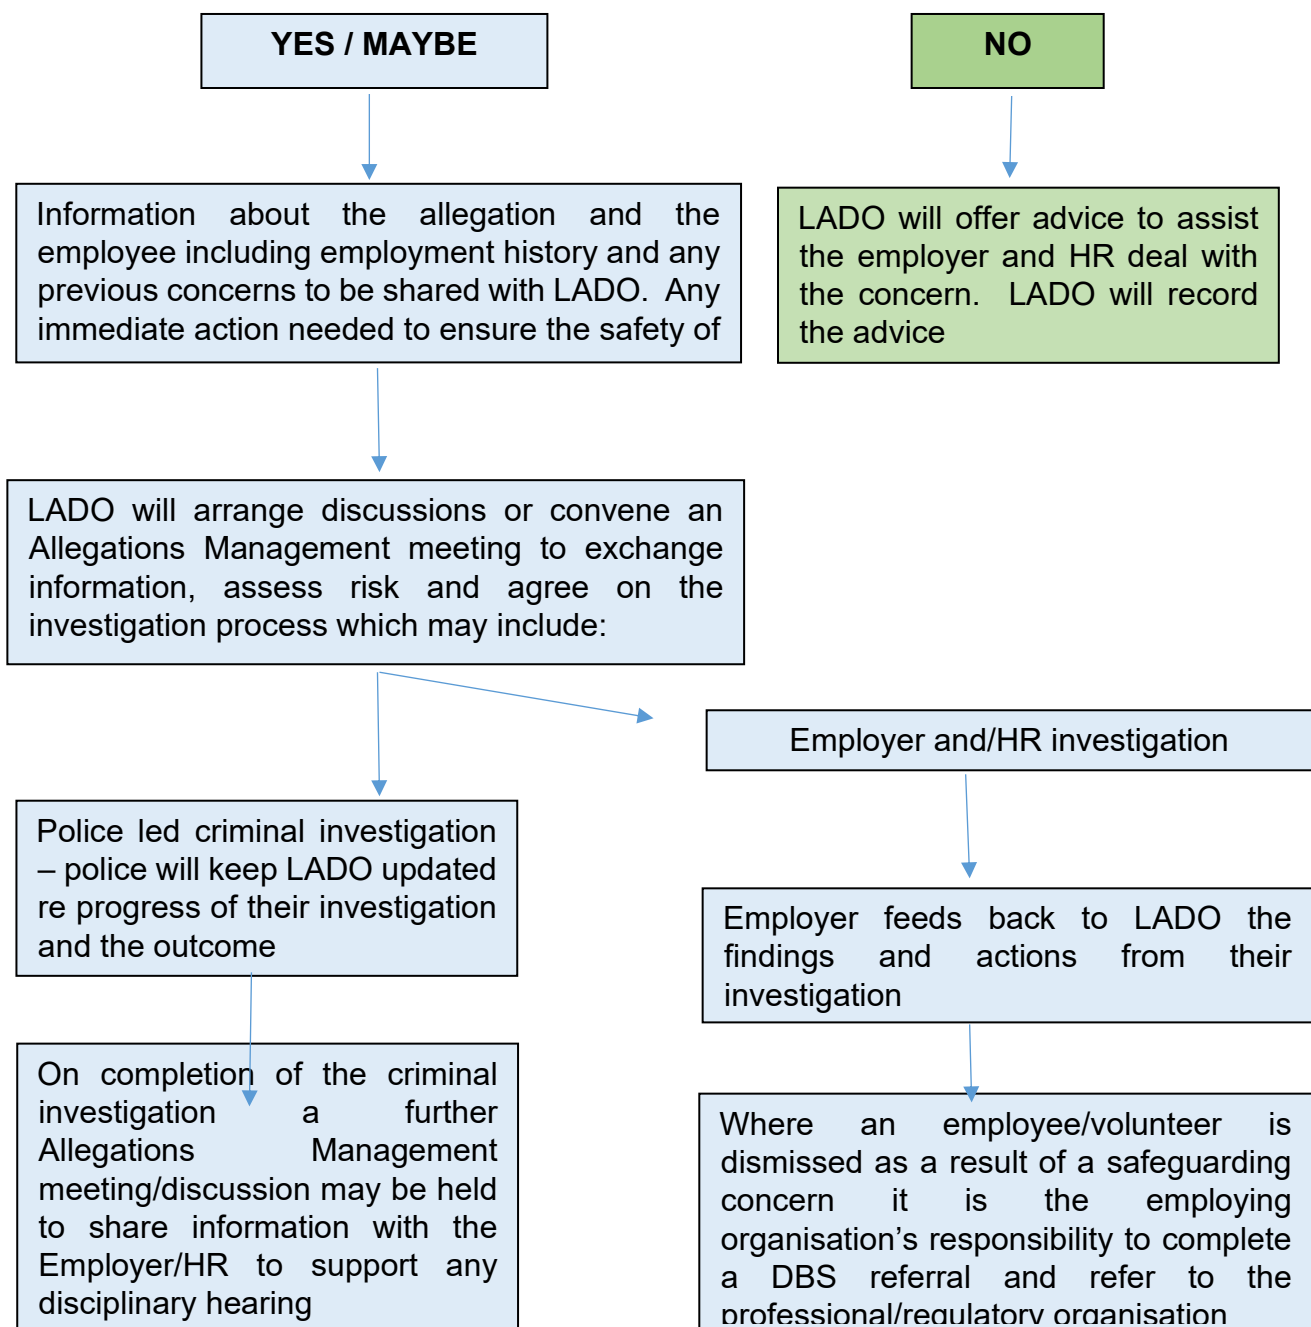 YES / MAYBE
NO
Information about the allegation and the
employee including employment history and any
previous concerns to be shared with LADO.  Any
immediate action needed to ensure the safety of
LADO will offer advice to assist
the employer and HR deal with
the concern.  LADO will record
the advice
LADO will arrange discussions or convene an
Allegations Management meeting to exchange
information, assess risk and agree on the
investigation process which may include:
Employer and/HR investigation
Police led criminal investigation
– police will keep LADO updated
re progress of their investigation
and the outcome
Employer feeds back to LADO the
findings and actions from their
investigation
On completion of the criminal
investigation a further
Allegations Management
meeting/discussion may be held
to share information with the
Employer/HR to support any
disciplinary hearing
Where an employee/volunteer is
dismissed as a result of a safeguarding
concern it is the employing
organisation’s responsibility to complete
a DBS referral and refer to the
professional/regulatory organisation